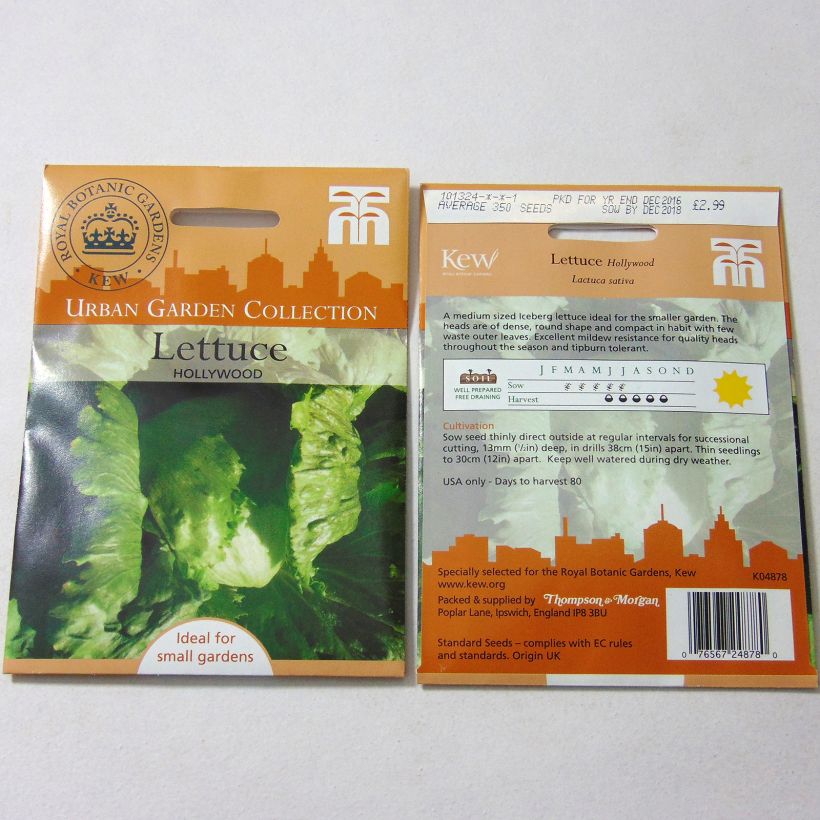 ROYAL BOTANIC GARDENS
· KEW ·
URBAN GARDEN COLLECTION
Lettuce
HOLLYWOOD
Ideal for
small gardens
101324-*-*-1 PKD FOR YR END DEC 2016 £2.99
AVERAGE 350 SEEDS SOW BY DEC 2018
Kew
Lettuce Hollywood
Lactuca sativa
A medium sized Iceberg lettuce ideal for the smaller garden. The
heads are of dense, round shape and compact in habit with few
waste outer leaves. Excellent mildew resistance for quality heads
throughout the season and tipburn tolerant.
SOIL
WELL PREPARED
FREE DRAINING
J F M A M J J A S O N D
Sow
Harvest
Cultivation
Sow seed thinly direct outside at regular intervals for successional
cutting, 13mm (½in) deep, in drills 38cm (15in) apart. Thin seedlings
to 30cm (12in) apart. Keep well watered during dry weather.
USA only - Days to harvest 80
Specially selected for the Royal Botanic Gardens, Kew
www.kew.org
K04878
Packed & supplied by Thompson & Morgan
Poplar Lane, Ipswich, England IP8 3BU
Standard Seeds – complies with EC rules
and standards. Origin UK
0 76567 24878 0